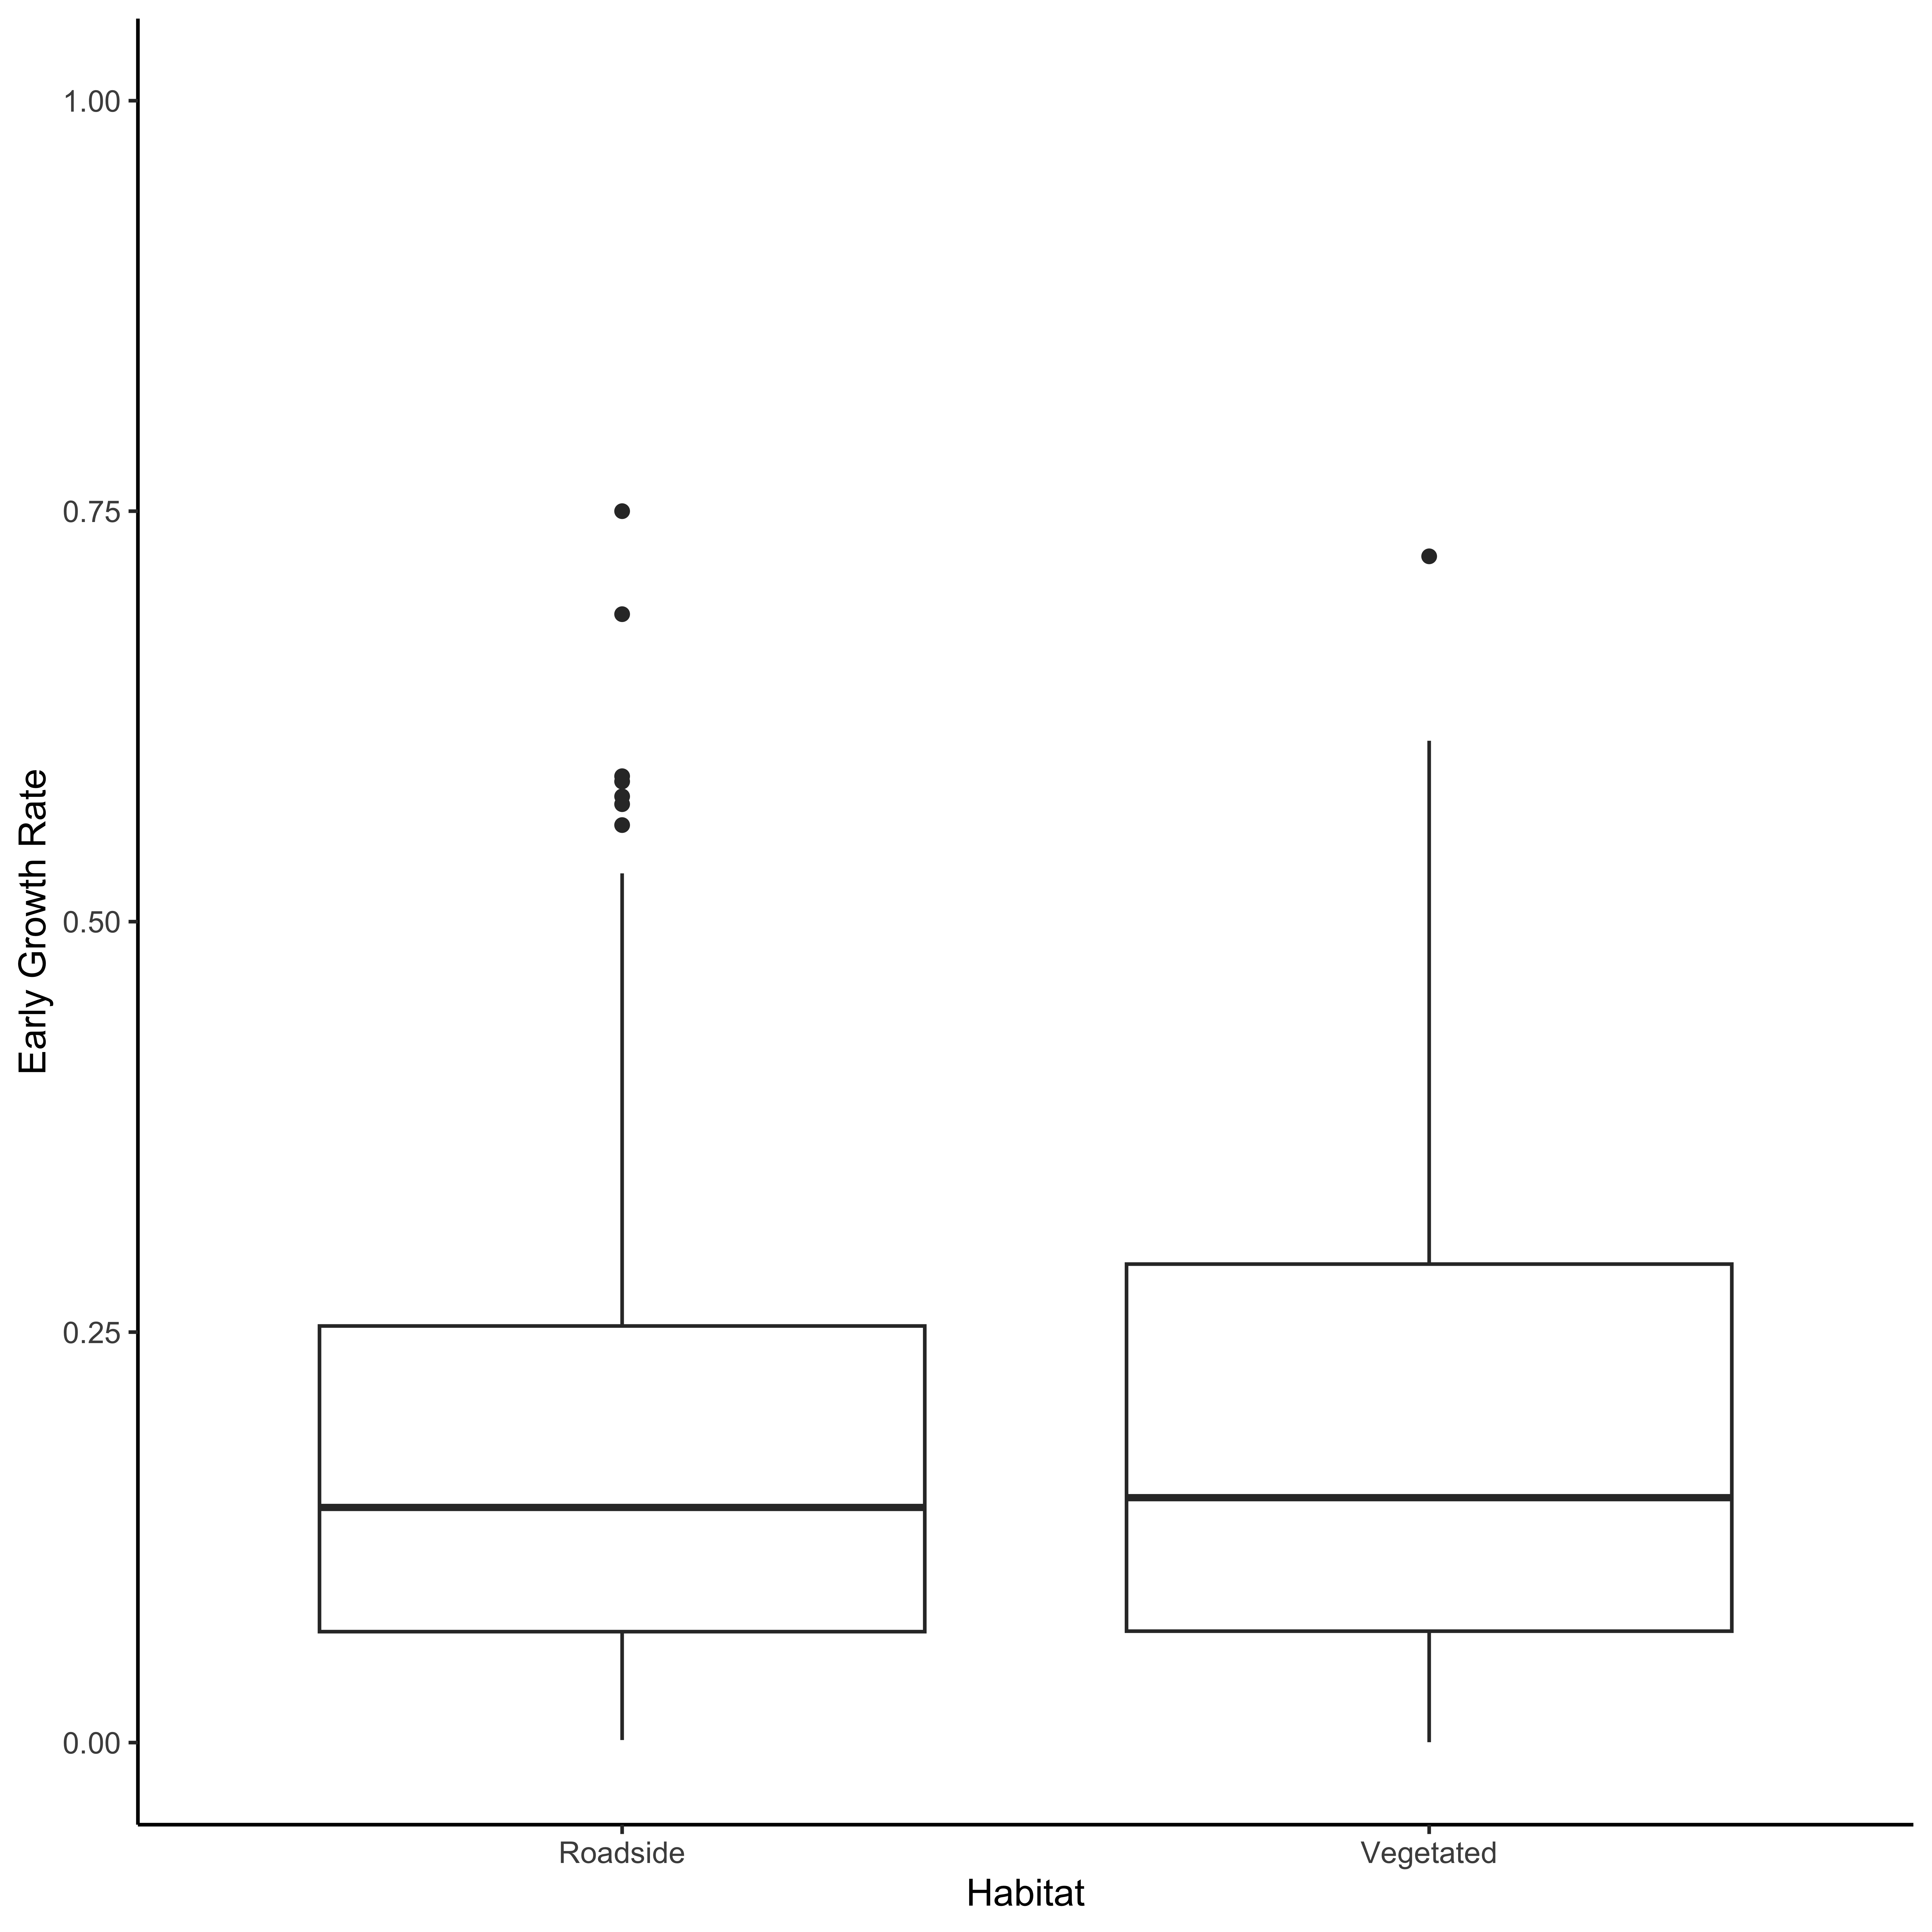 Early Growth Rate
1.00
0.75
0.50
0.25
0.00
Roadside
Vegetated
Habitat